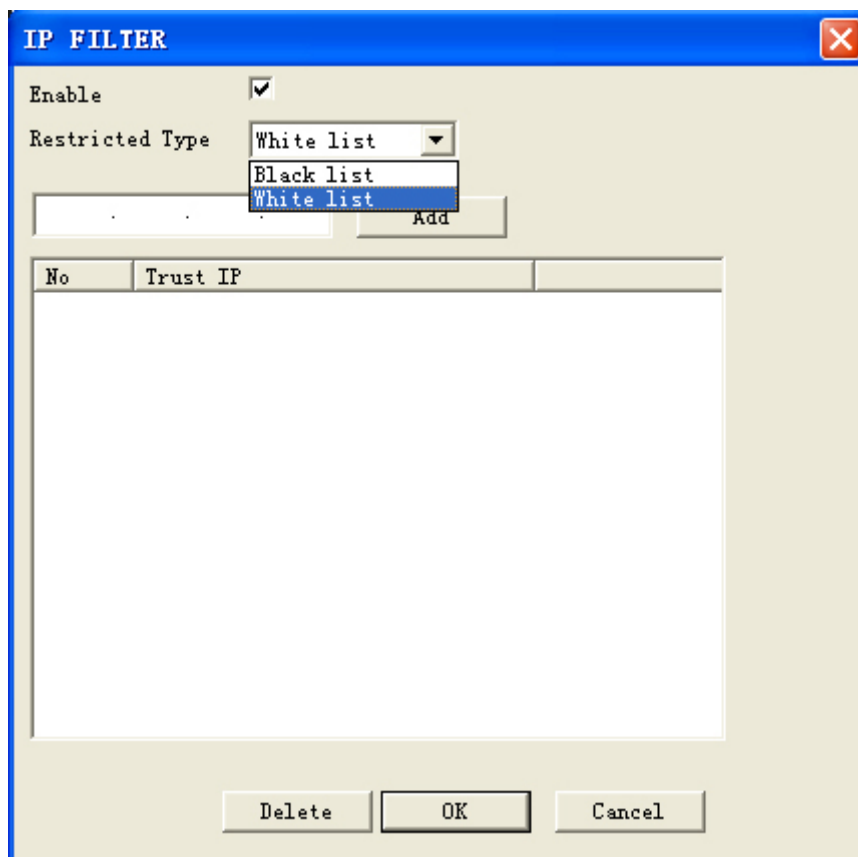 IP FILTER
Enable
Restricted Type White list
Black list
White list
. . . Add
No Trust IP
Delete OK Cancel